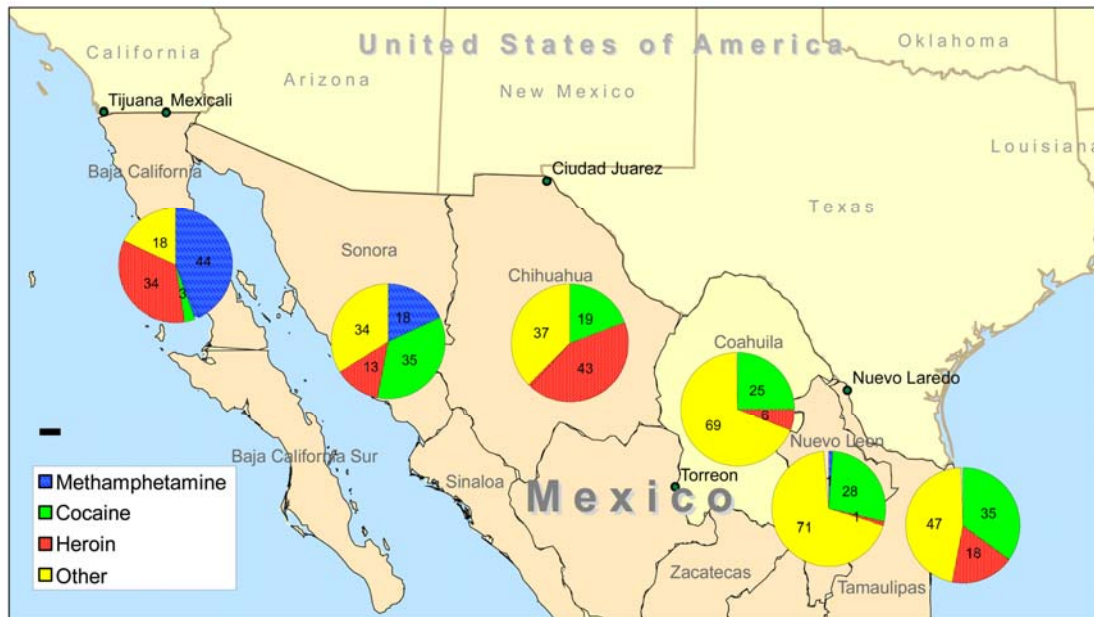 United States of America
California
Oklahoma
Arizona
New Mexico
Tijuana Mexicali
Louisiana
Baja California
Ciudad Juarez
Texas
18
44
34
3
Sonora
Chihuahua
18
34
35
13
19
37
43
Coahuila
25
6
69
Nuevo Laredo
Nuevo Leon
Baja California Sur
Sinaloa
Torreon
Mexico
1
28
1
71
35
47
18
Zacatecas
Tamaulipas
Methamphetamine
Cocaine
Heroin
Other